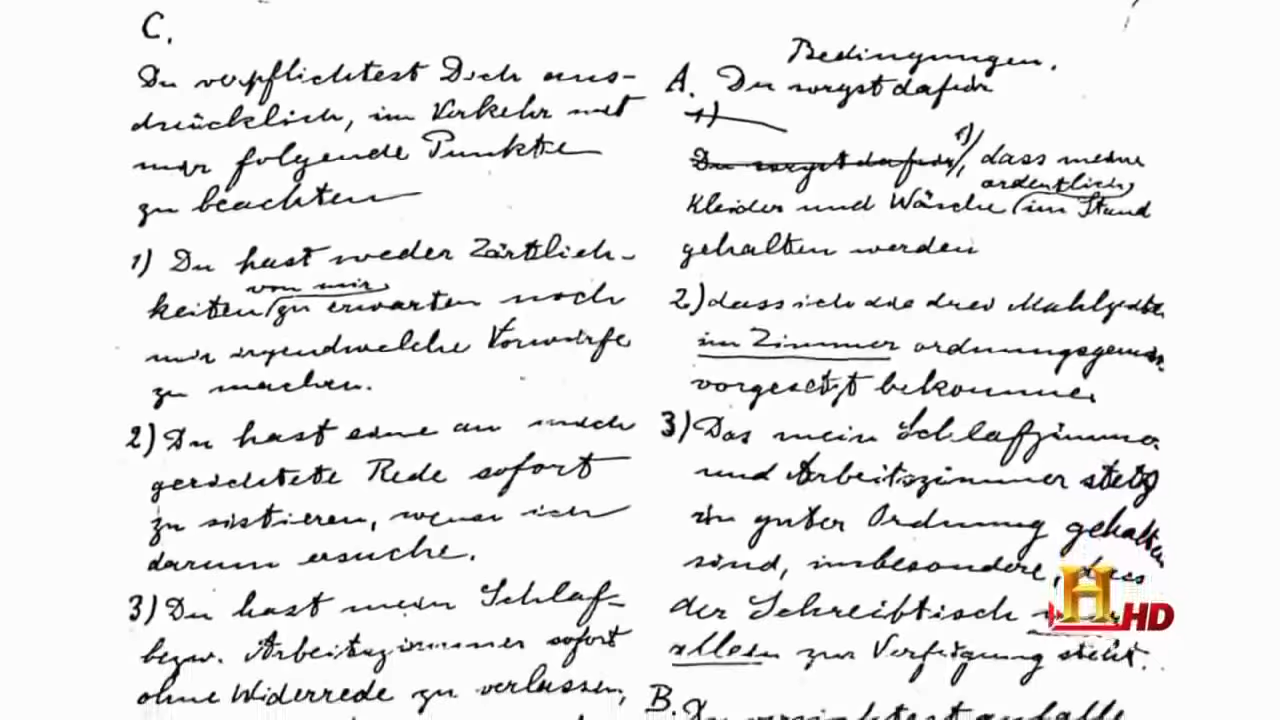 C.
Du verpflichtest Dich aus-
drücklich, im Verkehr mit
mir folgende Punkte
zu beachten
1) Du hast weder Zärtlich-
von mir
keiten zu erwarten noch
mir irgendwelche Vorwürfe
zu machen.
2) Du hast eine an mich
gerichtete Rede sofort
zu sistieren, wenn ich
darum ersuche.
3) Du hast mein Schlaf-
bezw. Arbeitszimmer sofort
ohne Widerrede zu verlassen,
Bedingungen.
A. Du sorgst dafür
1)
Du sorgst dafür, 1) dass meine
ordentlich
Kleider und Wäsche im Stand
gehalten werden
2) dass ich die drei Mahlzeiten
im Zimmer ordnungsgemäss
vorgesetzt bekomme
3) Das mein Schlafzimmer
und Arbeitszimmer stets
in guter Ordnung gehalten
sind, insbesondere, dass
der Schreibtisch mir
allein zur Verfügung steht.
B. Du verzichtest auf alle
H HD